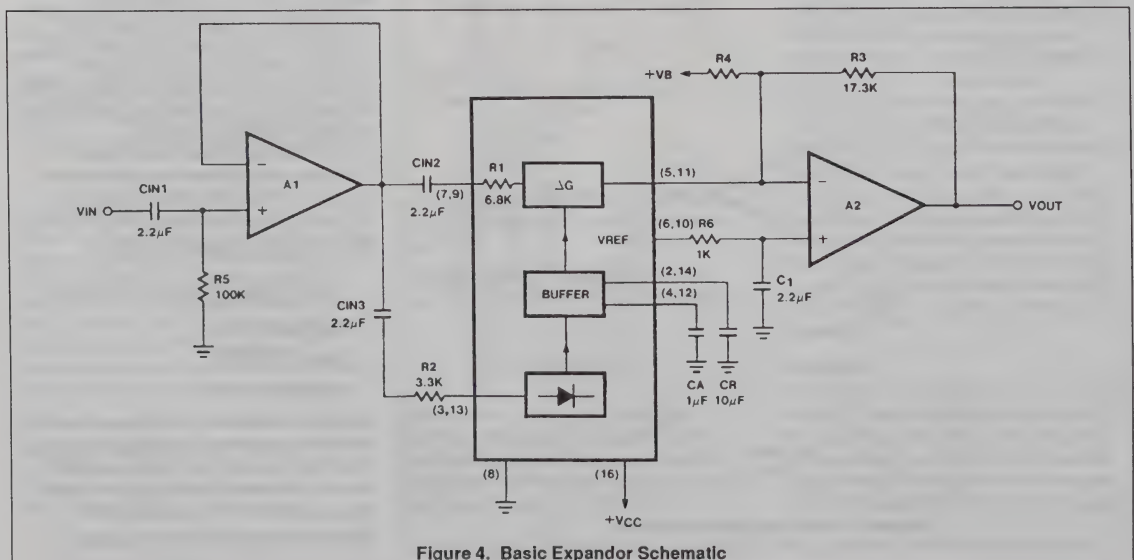 R4
R3
+VB
17.3K
CIN2
R1
ΔG
(5,11)
−
A1
−
A2
CIN1
(7,9)
6.8K
VIN
+
2.2µF
VOUT
2.2µF
(6,10)
R6
VREF
1K
+
R5
100K
(2,14)
C1
2.2µF
CIN3
2.2µF
BUFFER
(4,12)
R2
3.3K
(3,13)
CA
1µF
CR
10µF
(8)
(16)
+VCC
Figure 4. Basic Expandor Schematic